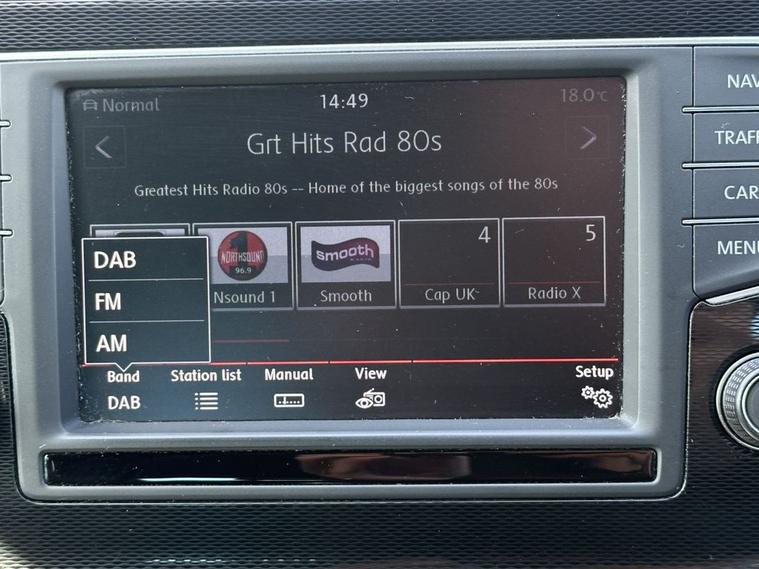 Normal
14:49
18.0°C
Grt Hits Rad 80s
Greatest Hits Radio 80s -- Home of the biggest songs of the 80s
NORTHSOUND
1
96.9
smooth
RADIO
4
5
Nsound 1
Smooth
Cap UK
Radio X
DAB
FM
AM
Band
Station list
Manual
View
Setup
DAB
NAV
TRAFF
CAR
MENU